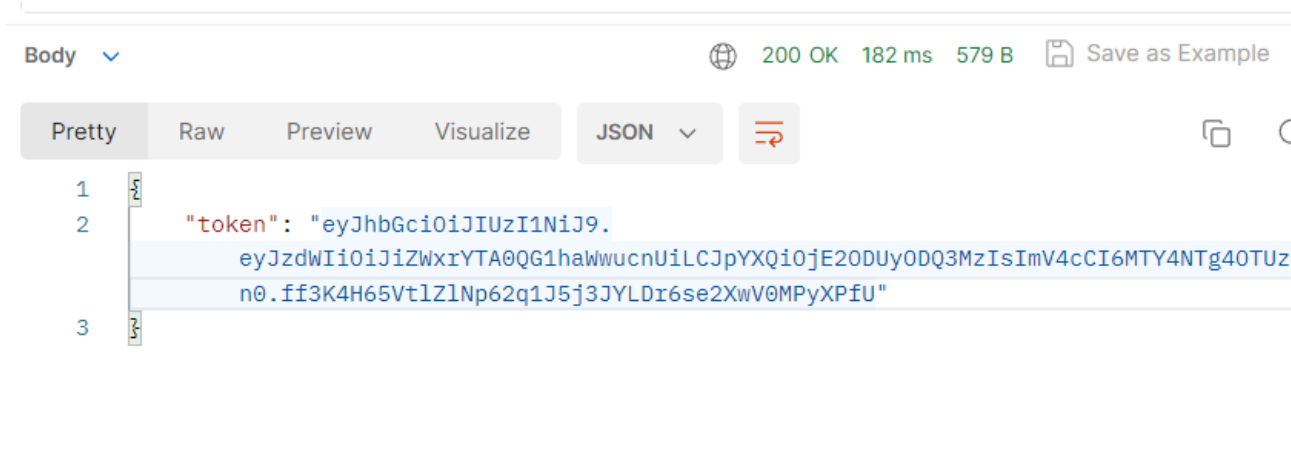 Body
200 OK 182 ms 579 B Save as Example
Pretty Raw Preview Visualize JSON
1 {
2 "token": "eyJhbGciOiJIUzI1NiJ9.
eyJzdWIiOiJiZWxrYTA0QG1haWwucnUiLCJpYXQiOjE2ODUyODQ3MzIsImV4cCI6MTY4NTg4OTUz
n0.ff3K4H65VtlZlNp62q1J5j3JYLDr6se2XwV0MPyXPfU"
3 }